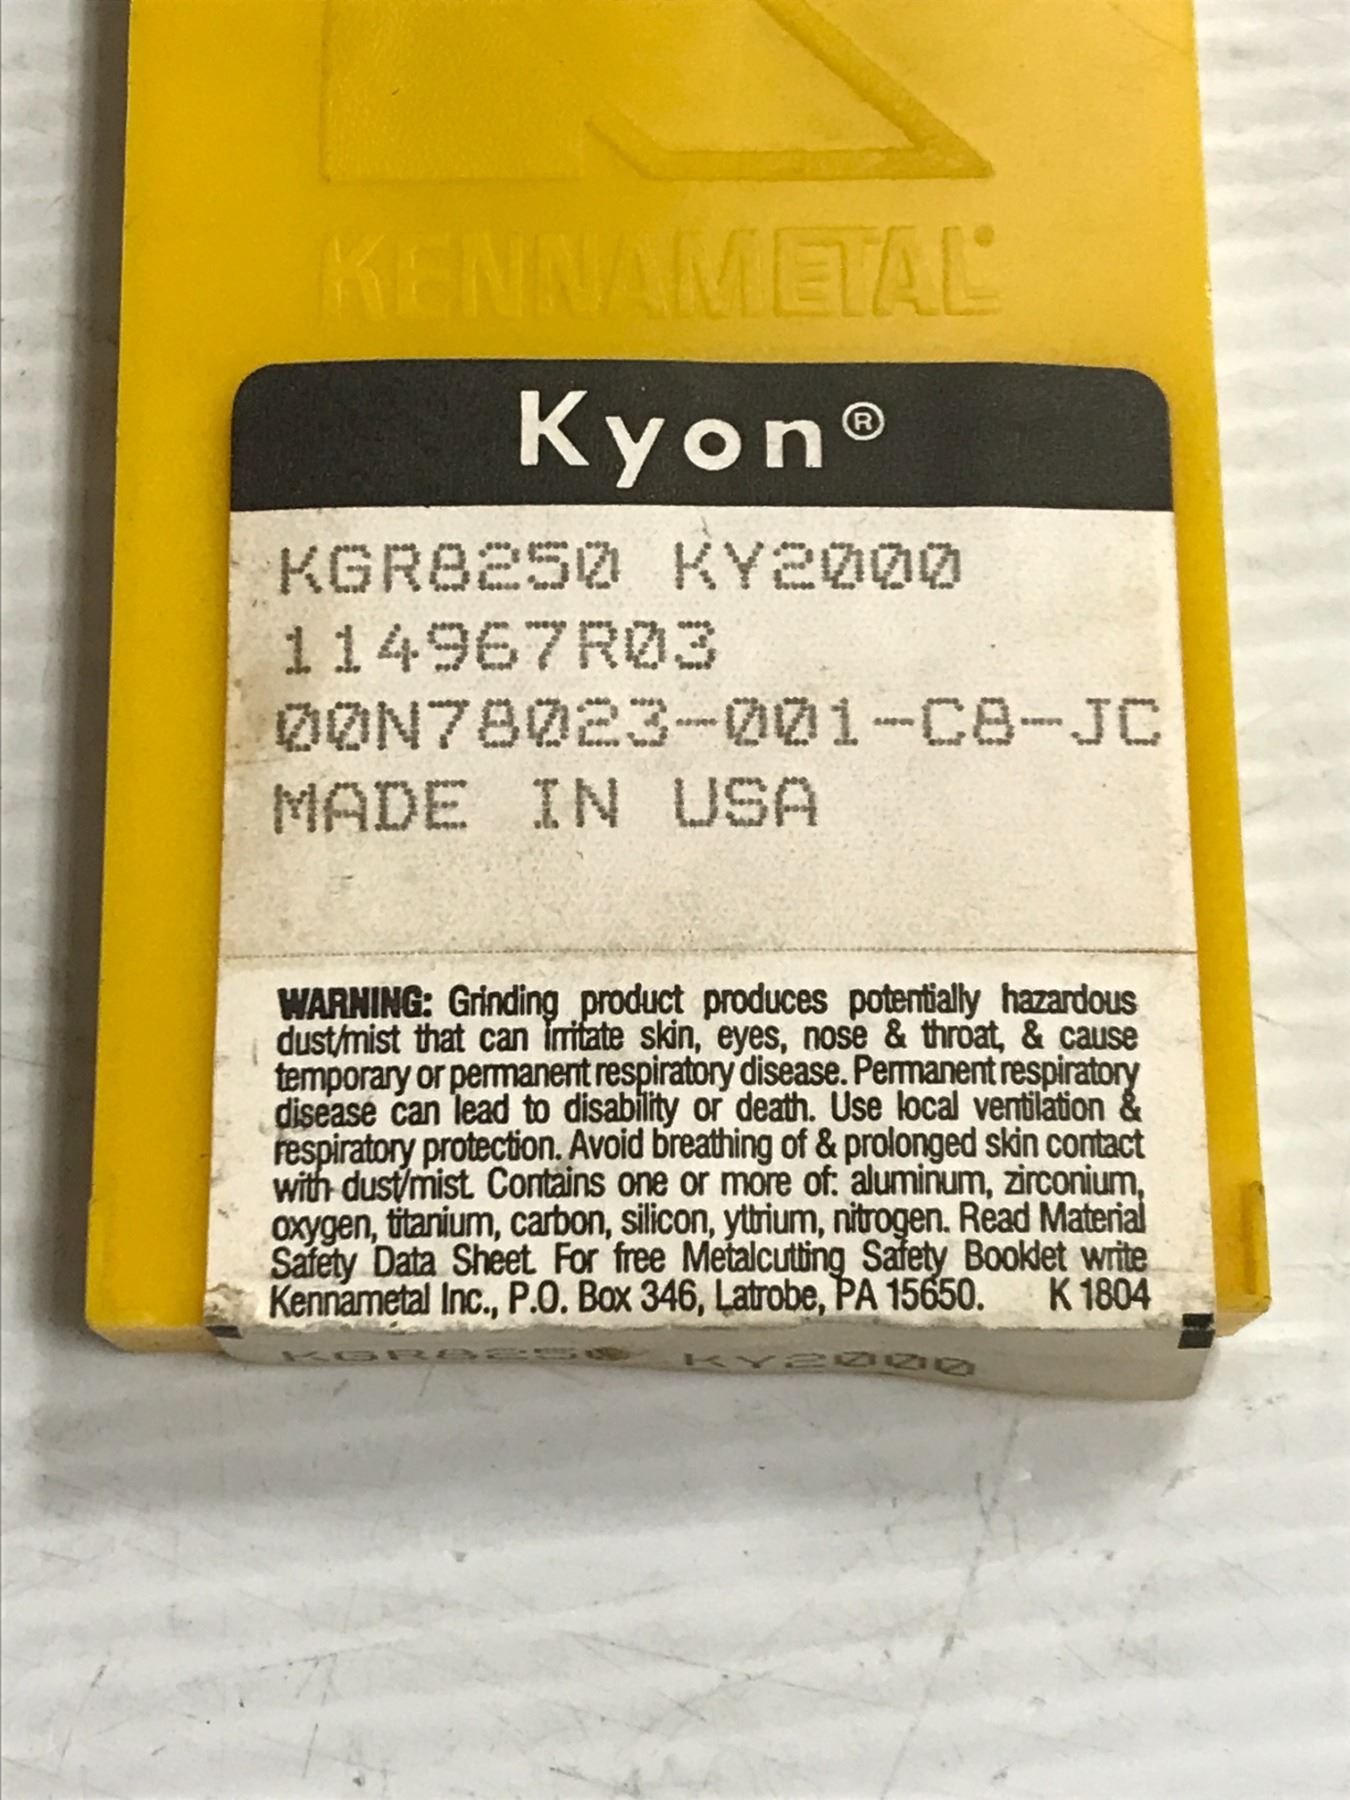 KENNAMETAL
Kyon®
KGR8250 KY2000
114967R03
00N78023-001-C8-JC
MADE IN USA
WARNING: Grinding product produces potentially hazardous
dust/mist that can irritate skin, eyes, nose & throat, & cause
temporary or permanent respiratory disease. Permanent respiratory
disease can lead to disability or death. Use local ventilation &
respiratory protection. Avoid breathing of & prolonged skin contact
with dust/mist. Contains one or more of: aluminum, zirconium,
oxygen, titanium, carbon, silicon, yttrium, nitrogen. Read Material
Safety Data Sheet. For free Metalcutting Safety Booklet write
Kennametal Inc., P.O. Box 346, Latrobe, PA 15650. K 1804
KGR8250 KY2000